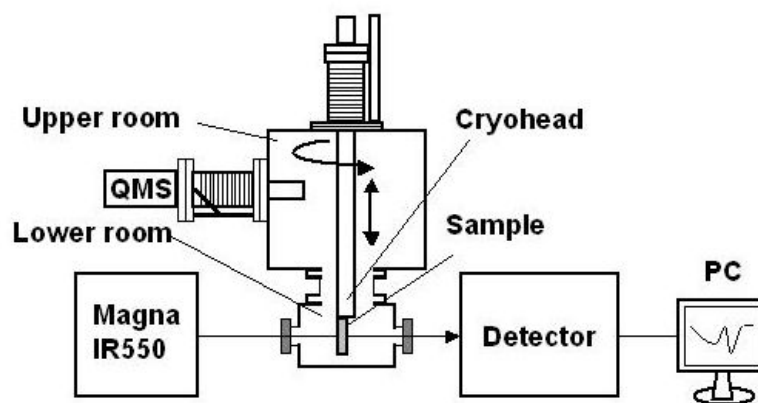 Upper room
Cryohead
QMS
Lower room
Sample
PC
Magna
IR550
Detector